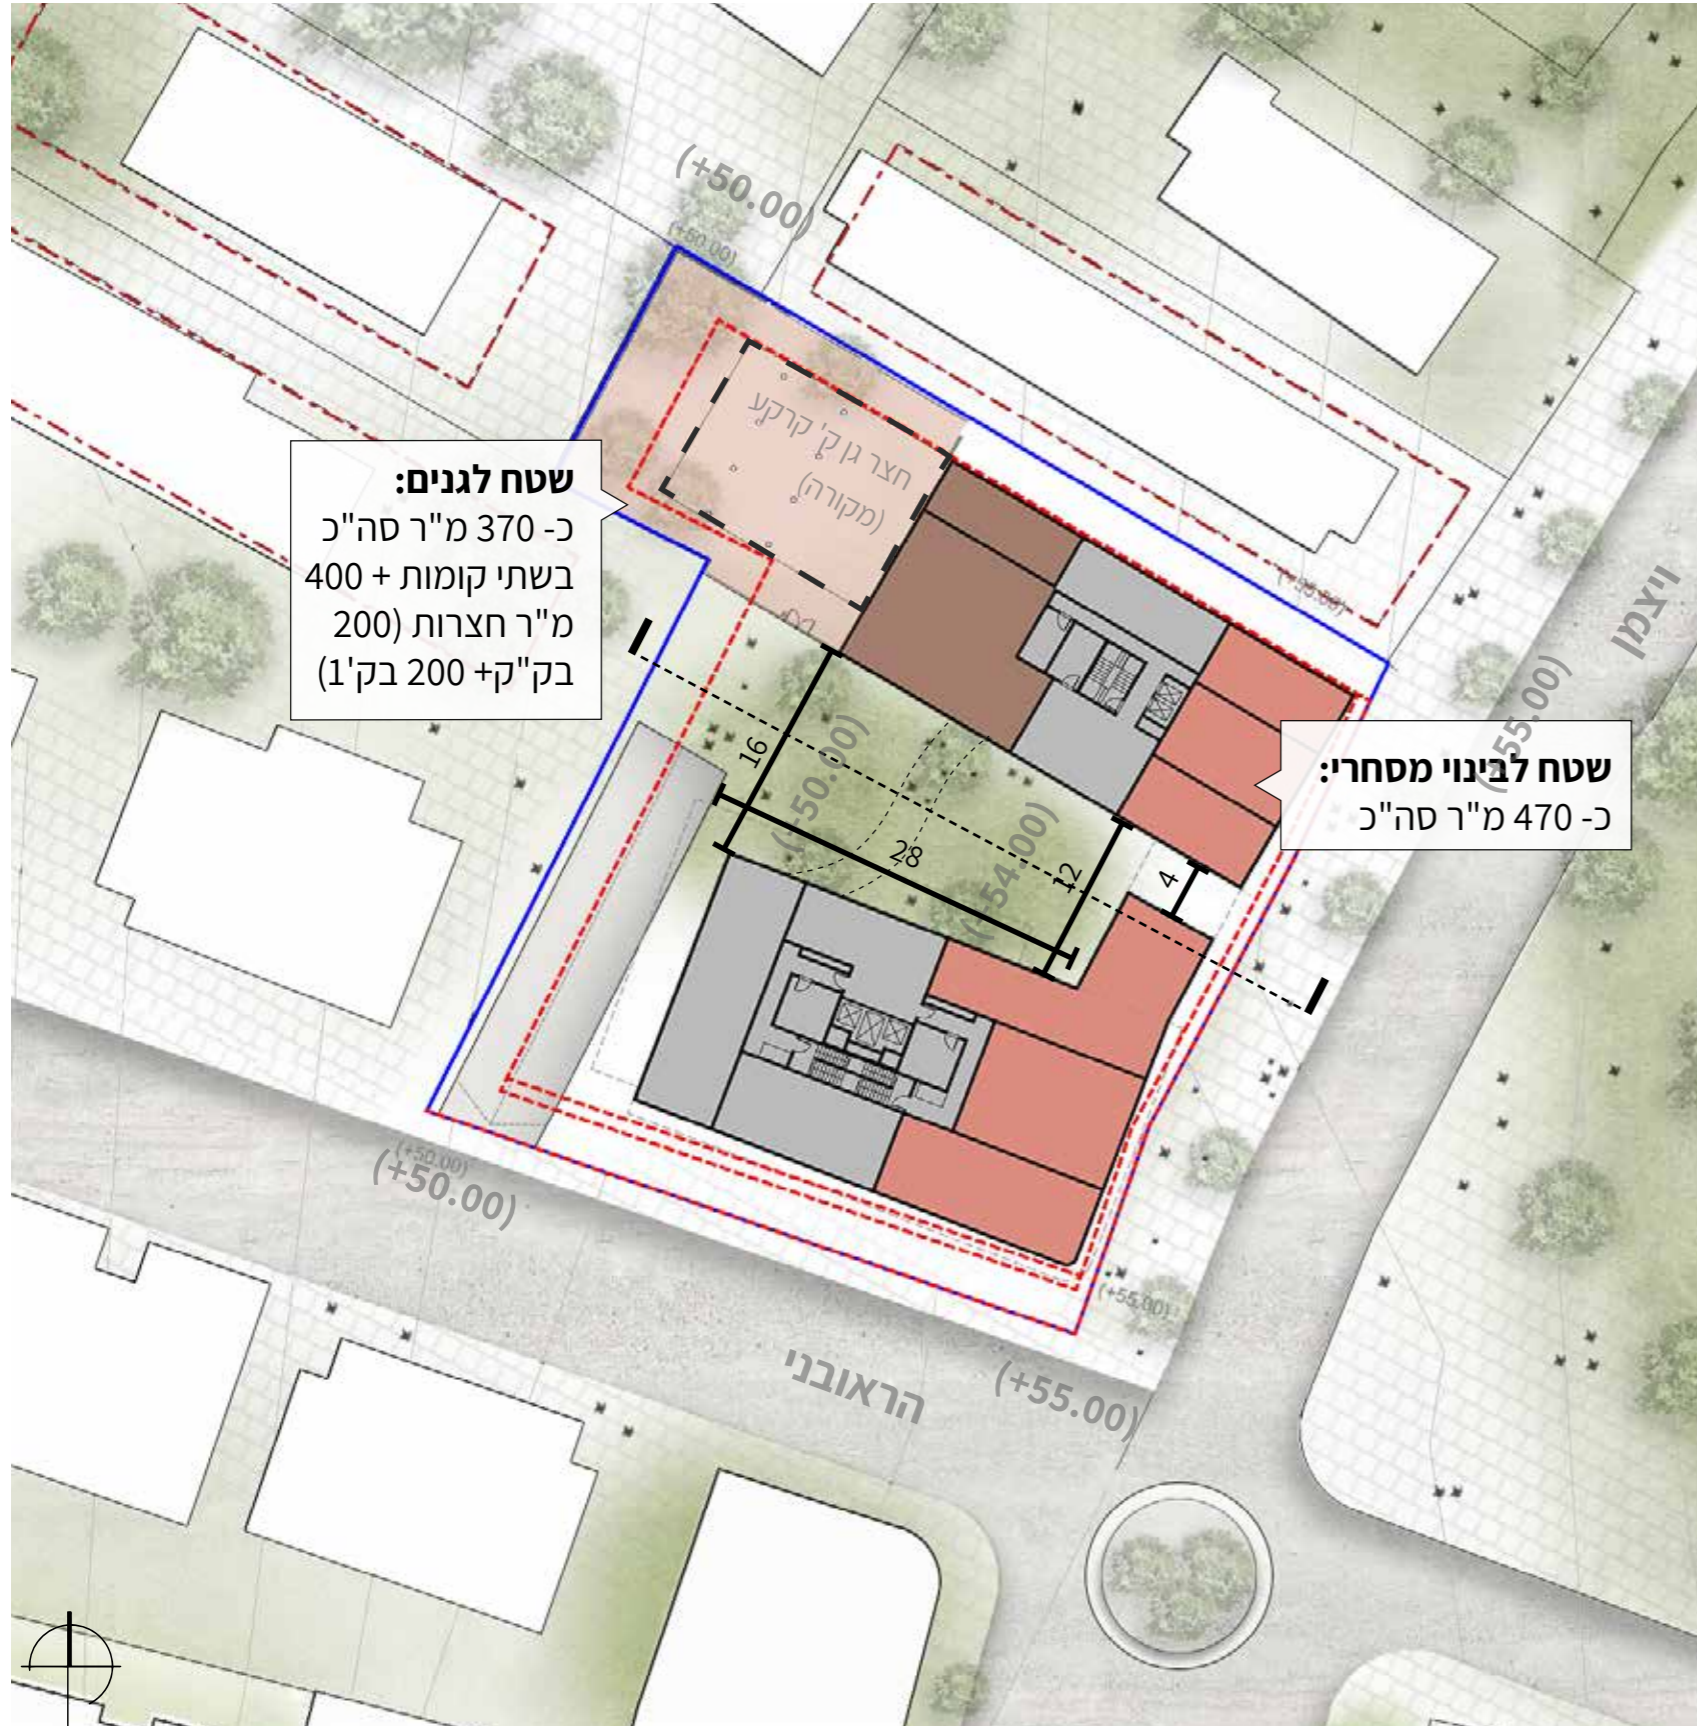 (+50.00)
(+50.00)
חצר גן ק' קרקע
(מקורה)
שטח לגנים:
כ- 370 מ"ר סה"כ
בשתי קומות + 400
מ"ר חצרות (200
בק"ק+ 200 בק'1)
ויצמן
(+55.00)
שטח לבינוי מסחרי:
כ- 470 מ"ר סה"כ
16
(+50.00)
28
(+54.00)
12
4
(+50.00)
(+50.00)
(+55.00)
הראובני
(+55.00)